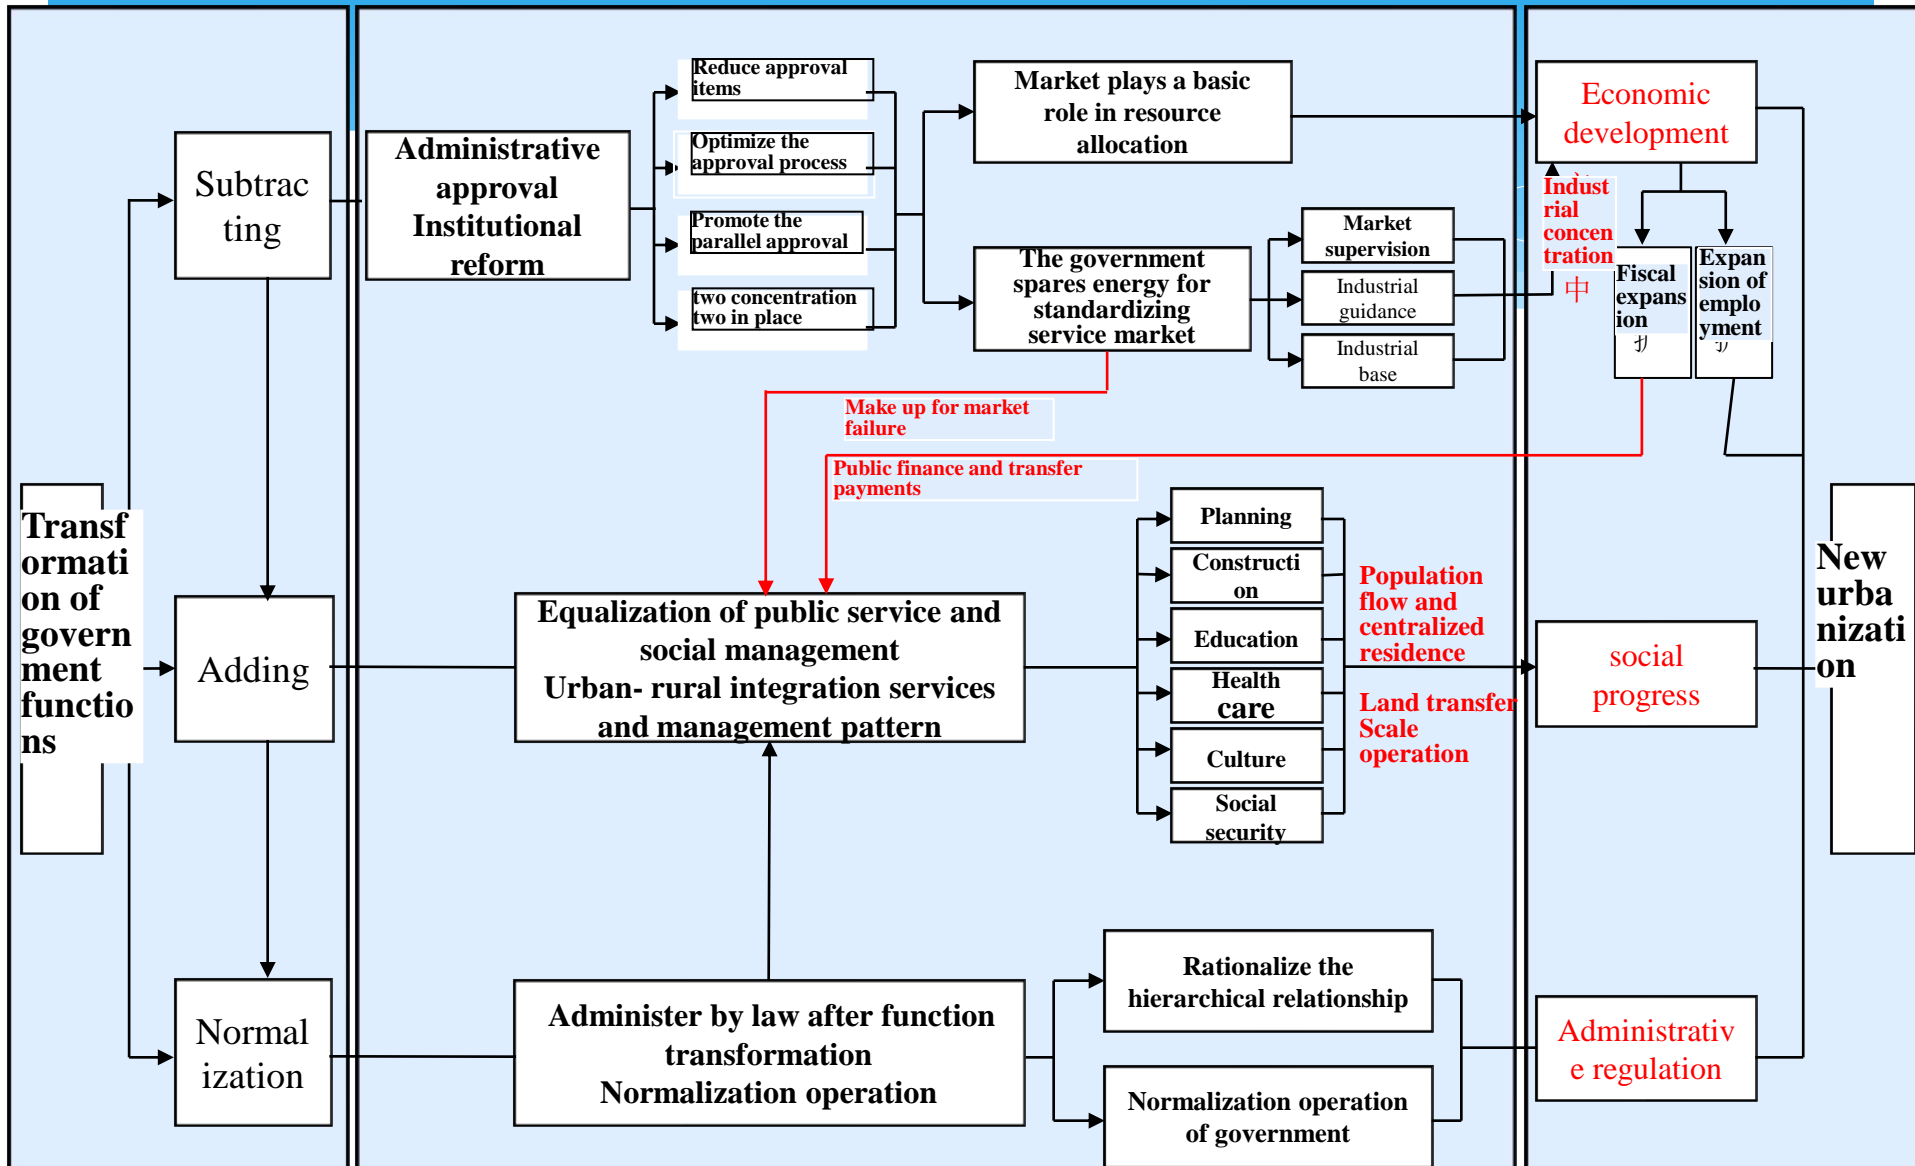 Transf
ormati
on of
govern
ment
functio
ns
Subtrac
ting
Adding
Normal
ization
Administrative
approval
Institutional
reform
Reduce approval
items
Optimize the
approval process
Promote the
parallel approval
two concentration
two in place
Market plays a basic
role in resource
allocation
The government
spares energy for
standardizing
service market
Market
supervision
Industrial
guidance
Industrial
base
Make up for market
failure
Public finance and transfer
payments
Equalization of public service and
social management
Urban- rural integration services
and management pattern
Planning
Constructi
on
Education
Health
care
Culture
Social
security
Population
flow and
centralized
residence
Land transfer
Scale
operation
Administer by law after function
transformation
Normalization operation
Rationalize the
hierarchical relationship
Normalization operation
of government
Economic
development
Indust
rial
concen
tration
中
Fiscal
expans
ion
Expan
sion of
emplo
yment
social
progress
Administrativ
e regulation
New
urba
nizati
on